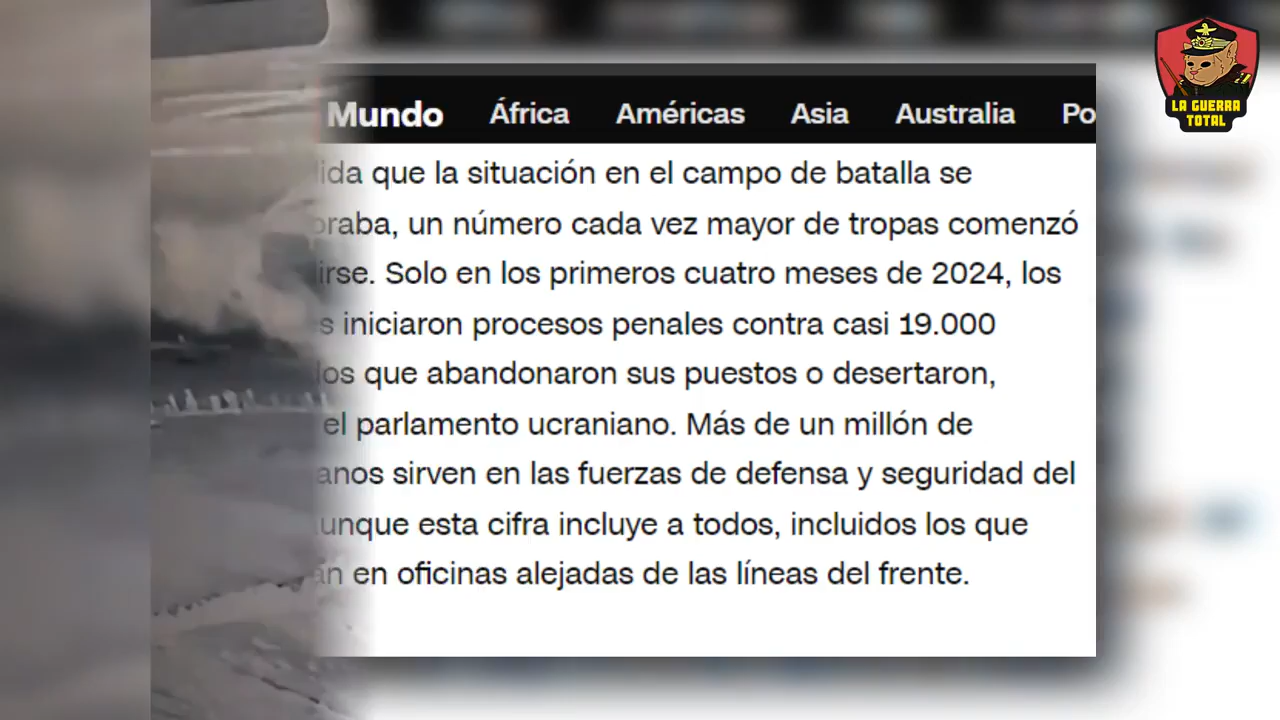 Mundo África Américas Asia Australia
que la situación en el campo de batalla se
un número cada vez mayor de tropas comenzó
Solo en los primeros cuatro meses de 2024, los
iniciaron procesos penales contra casi 19.000
que abandonaron sus puestos o desertaron,
el parlamento ucraniano. Más de un millón de
sirven en las fuerzas de defensa y seguridad del
esta cifra incluye a todos, incluidos los que
en oficinas alejadas de las líneas del frente.
LA GUERRA
TOTAL